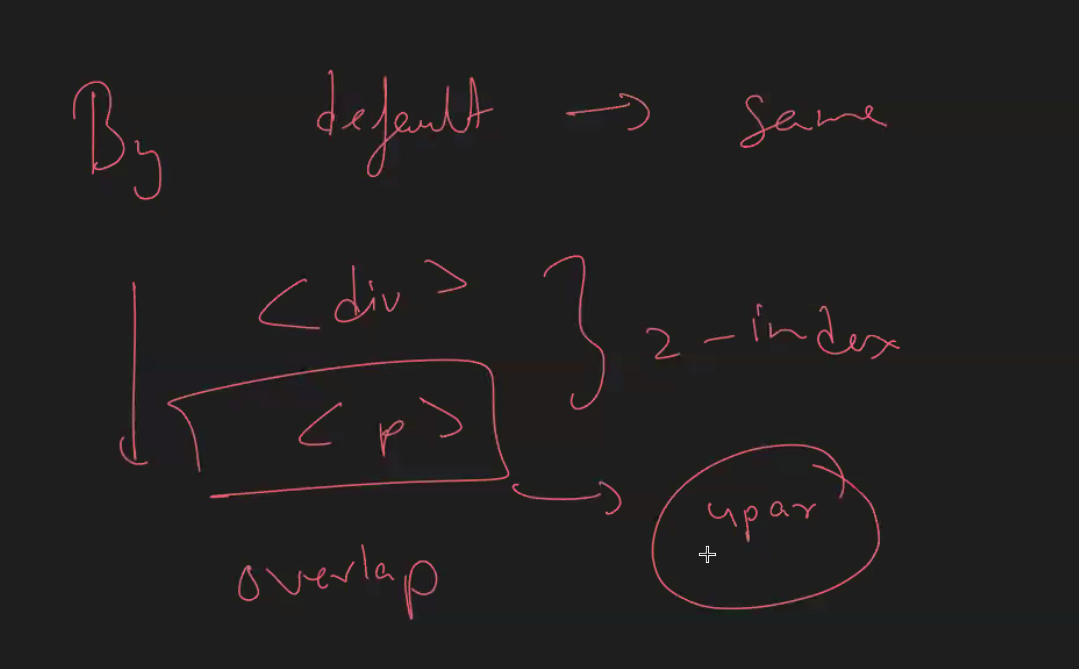 By default → same
<div>
z-index
<p>
upar
overlap